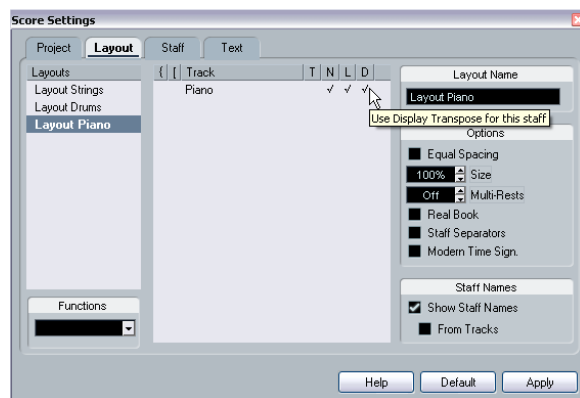 Score Settings
Project Layout Staff Text
Layouts
Layout Strings
Layout Drums
Layout Piano
Functions
{ [ Track T N L D
Piano √ √ √
Use Display Transpose for this staff
Layout Name
Layout Piano
Options
Equal Spacing
100% Size
Off Multi-Rests
Real Book
Staff Separators
Modern Time Sign.
Staff Names
Show Staff Names
From Tracks
Help Default Apply